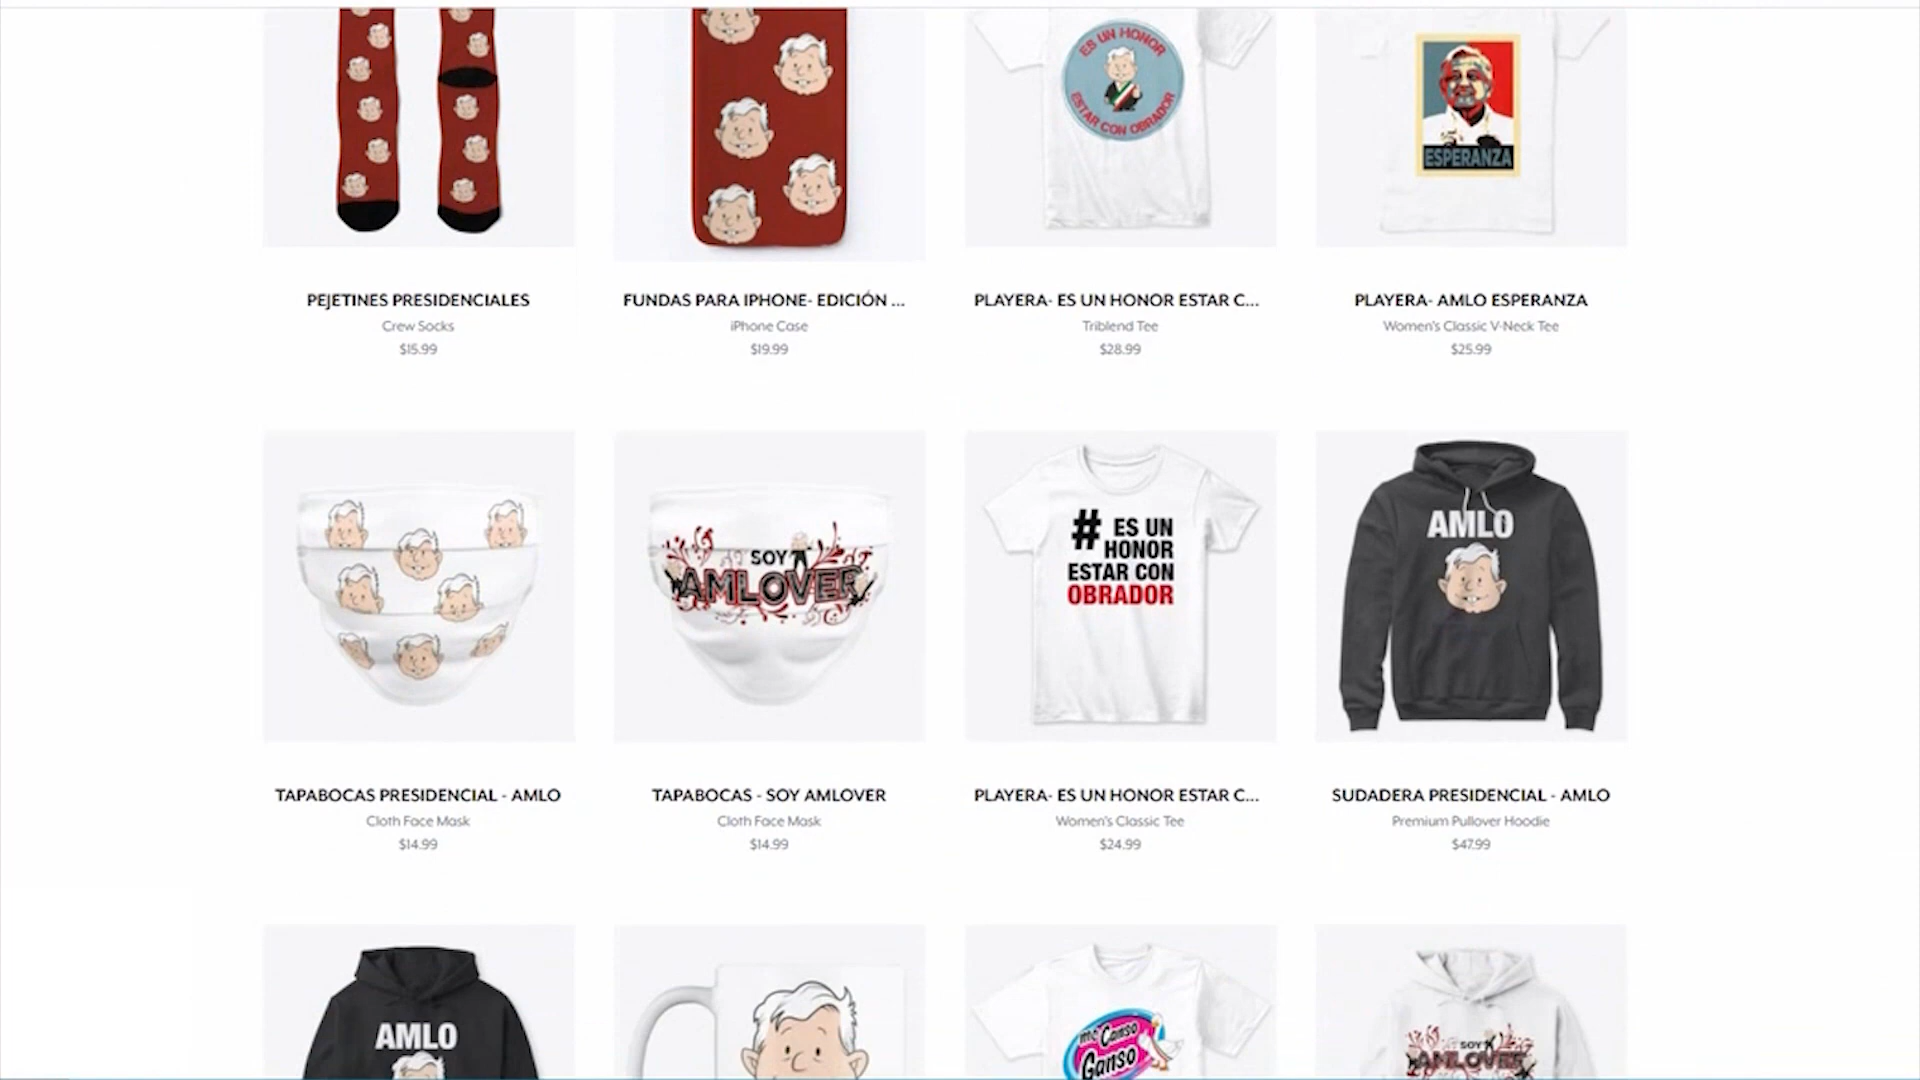 ES UN HONOR
ESTAR CON OBRADOR
ESPERANZA
PEJETINES PRESIDENCIALES
Crew Socks
$15.99
FUNDAS PARA IPHONE- EDICIÓN ...
iPhone Case
$19.99
PLAYERA- ES UN HONOR ESTAR C...
Triblend Tee
$28.99
PLAYERA- AMLO ESPERANZA
Women's Classic V-Neck Tee
$25.99
SOY
AMLOVER
# ES UN
HONOR
ESTAR CON
OBRADOR
AMLO
TAPABOCAS PRESIDENCIAL - AMLO
Cloth Face Mask
$14.99
TAPABOCAS - SOY AMLOVER
Cloth Face Mask
$14.99
PLAYERA- ES UN HONOR ESTAR C...
Women's Classic Tee
$24.99
SUDADERA PRESIDENCIAL - AMLO
Premium Pullover Hoodie
$47.99
AMLO
me Canso
Ganso
SOY
AMLOVER